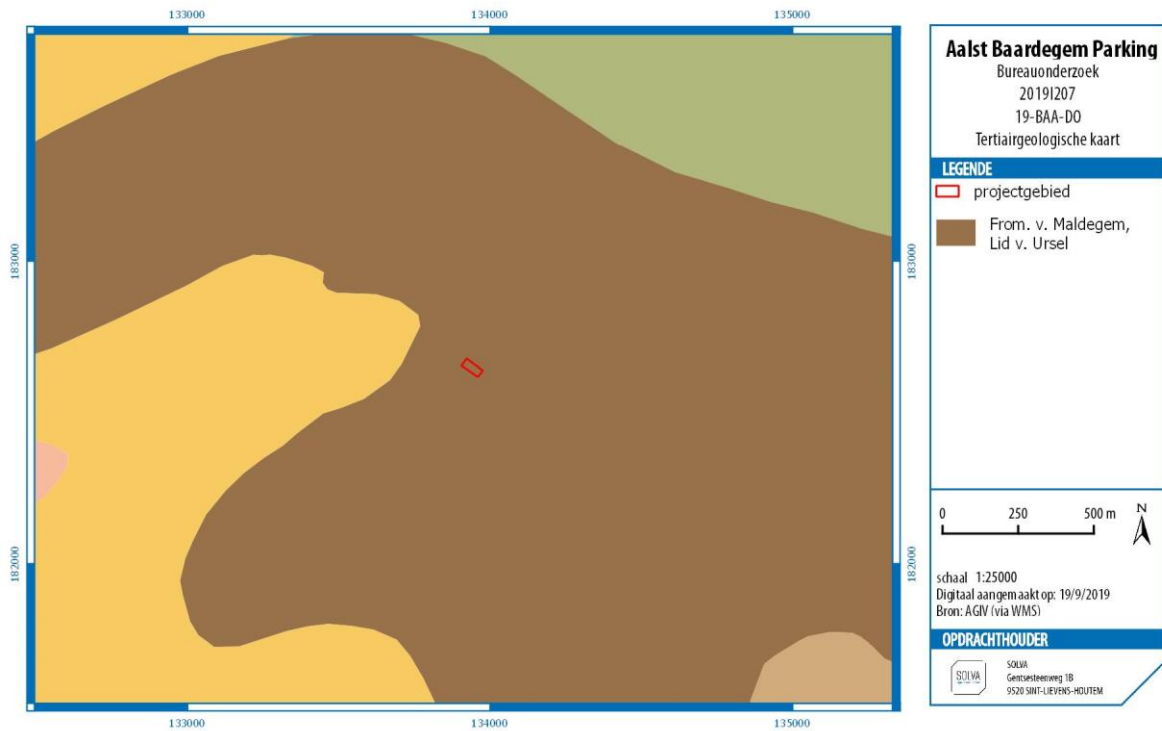 133000 134000 135000
183000 183000
182000 182000
133000 134000 135000
Aalst Baardegem Parking
Bureauonderzoek
2019I207
19-BAA-DO
Tertiairgeologische kaart
LEGENDE
projectgebied
From. v. Maldegem,
Lid v. Ursel
0 250 500 m N
schaal 1:25000
Digitaal aangemaakt op: 19/9/2019
Bron: AGIV (via WMS)
OPDRACHTHOUDER
SOLVA
SOLVA
Gentsesteenweg 1B
9520 SINT-LIEVENS-HOUTEM